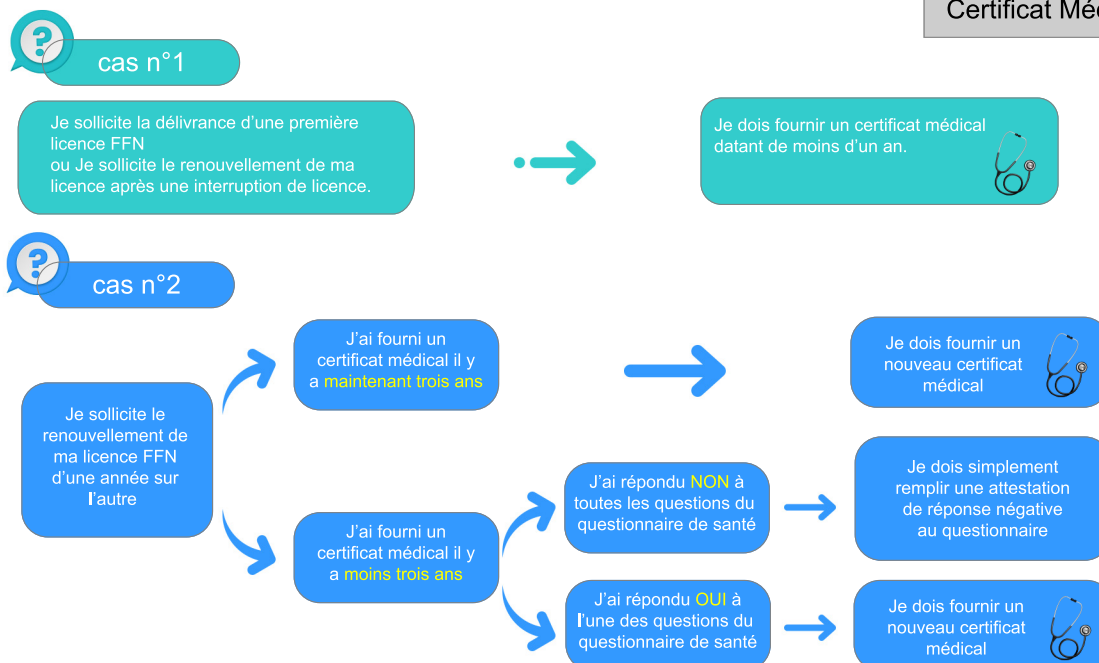 Certificat Mé
cas n°1
Je sollicite la délivrance d'une première
licence FFN
ou Je sollicite le renouvellement de ma
licence après une interruption de licence.
Je dois fournir un certificat médical
datant de moins d'un an.
cas n°2
Je sollicite le
renouvellement de
ma licence FFN
d'une année sur
l'autre
J'ai fourni un
certificat médical il y
a maintenant trois ans
Je dois fournir un
nouveau certificat
médical
J'ai fourni un
certificat médical il y
a moins trois ans
J'ai répondu NON à
toutes les questions du
questionnaire de santé
Je dois simplement
remplir une attestation
de réponse négative
au questionnaire
J'ai répondu OUI à
l'une des questions du
questionnaire de santé
Je dois fournir un
nouveau certificat
médical